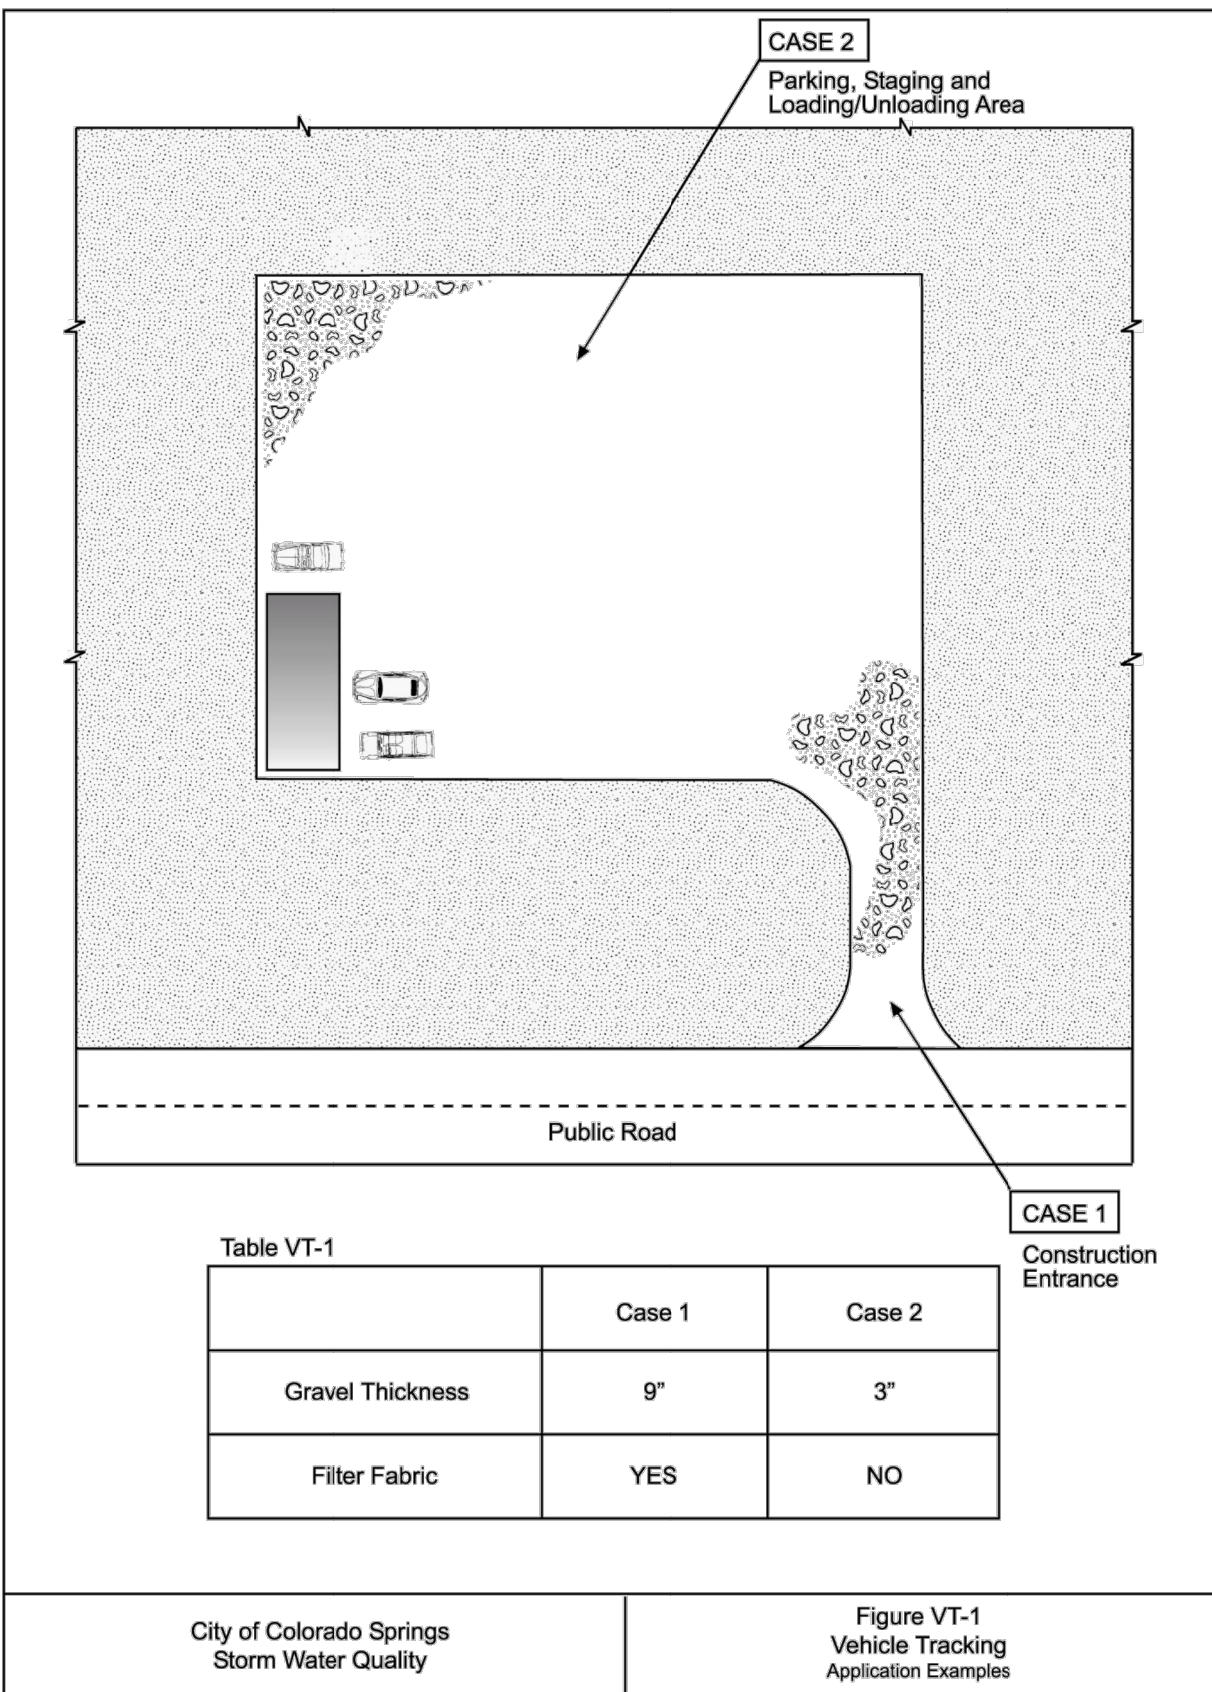 CASE 2
Parking, Staging and
Loading/Unloading Area
Public Road
CASE 1
Construction
Entrance
Table VT-1
Case 1 Case 2
Gravel Thickness 9” 3”
Filter Fabric YES NO
City of Colorado Springs
Storm Water Quality
Figure VT-1
Vehicle Tracking
Application Examples